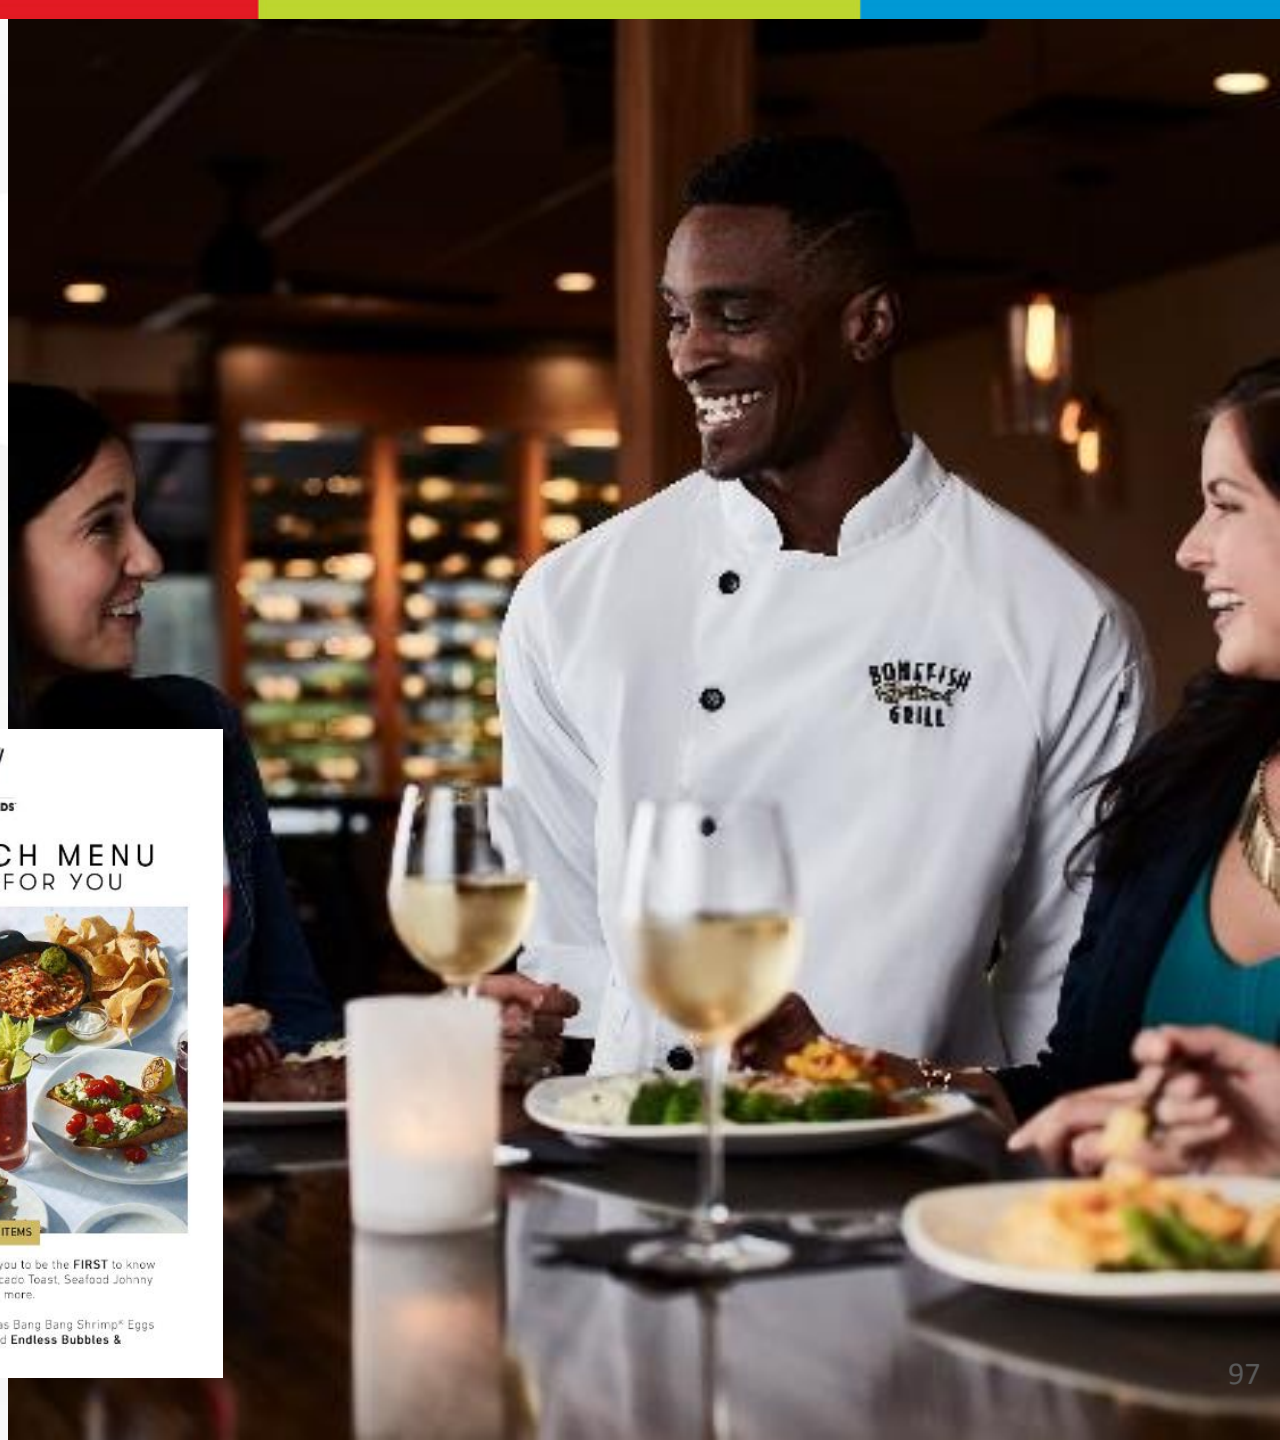 BONEFISH
GRILL
DS
CH MENU
FOR YOU
ITEMS
you to be the FIRST to know
cado Toast, Seafood Johnny
more.
as Bang Bang Shrimp® Eggs
d Endless Bubbles &
97